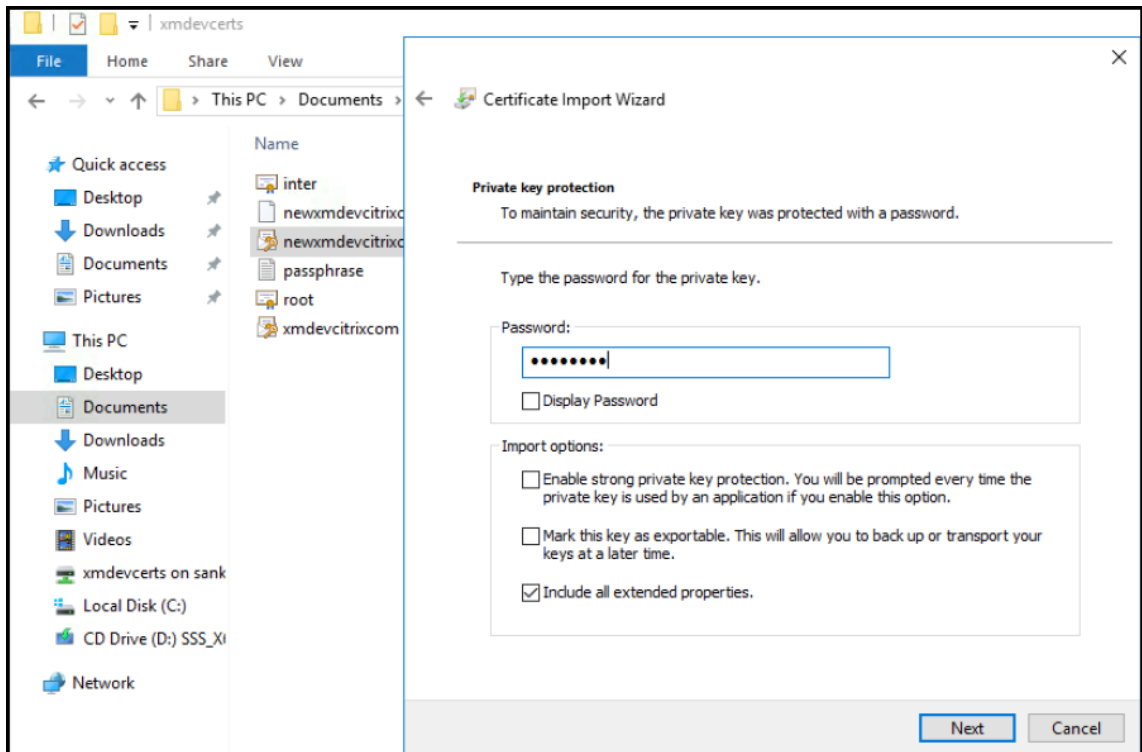 xmdevcerts
File Home Share View
This PC > Documents >
Name
Quick access
Desktop
Downloads
Documents
Pictures
This PC
Desktop
Documents
Downloads
Music
Pictures
Videos
xmdevcerts on sank
Local Disk (C:)
CD Drive (D:) SSS_X
Network
inter
newxmdevcitrixc
newxmdevcitrixc
passphrase
root
xmdevcitrixcom
Certificate Import Wizard
Private key protection
To maintain security, the private key was protected with a password.
Type the password for the private key.
Password:
●●●●●●●●
Display Password
Import options:
Enable strong private key protection. You will be prompted every time the
private key is used by an application if you enable this option.
Mark this key as exportable. This will allow you to back up or transport your
keys at a later time.
Include all extended properties.
Next Cancel